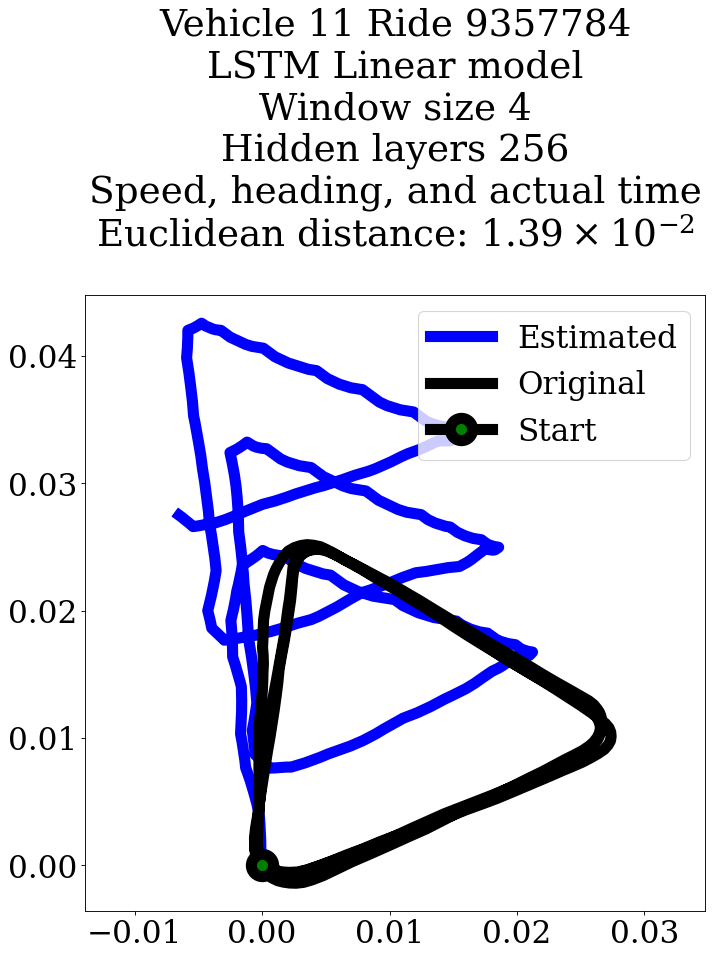 Vehicle 11 Ride 9357784
LSTM Linear model
Window size 4
Hidden layers 256
Speed, heading, and actual time
Euclidean distance: 1.39 × 10⁻²
Estimated
Original
Start
0.04
0.03
0.02
0.01
0.00
−0.01 0.00 0.01 0.02 0.03